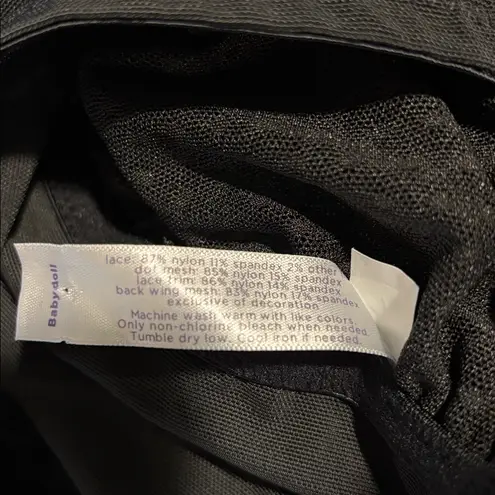 Babydoll
lace: 87% nylon 11% spandex 2% other
dot mesh: 85% nylon 15% spandex
lace trim: 86% nylon 14% spandex
back wing mesh: 83% nylon 17% spandex
exclusive of decoration
Machine wash warm with like colors.
Only non-chlorine bleach when needed.
Tumble dry low. Cool iron if needed.